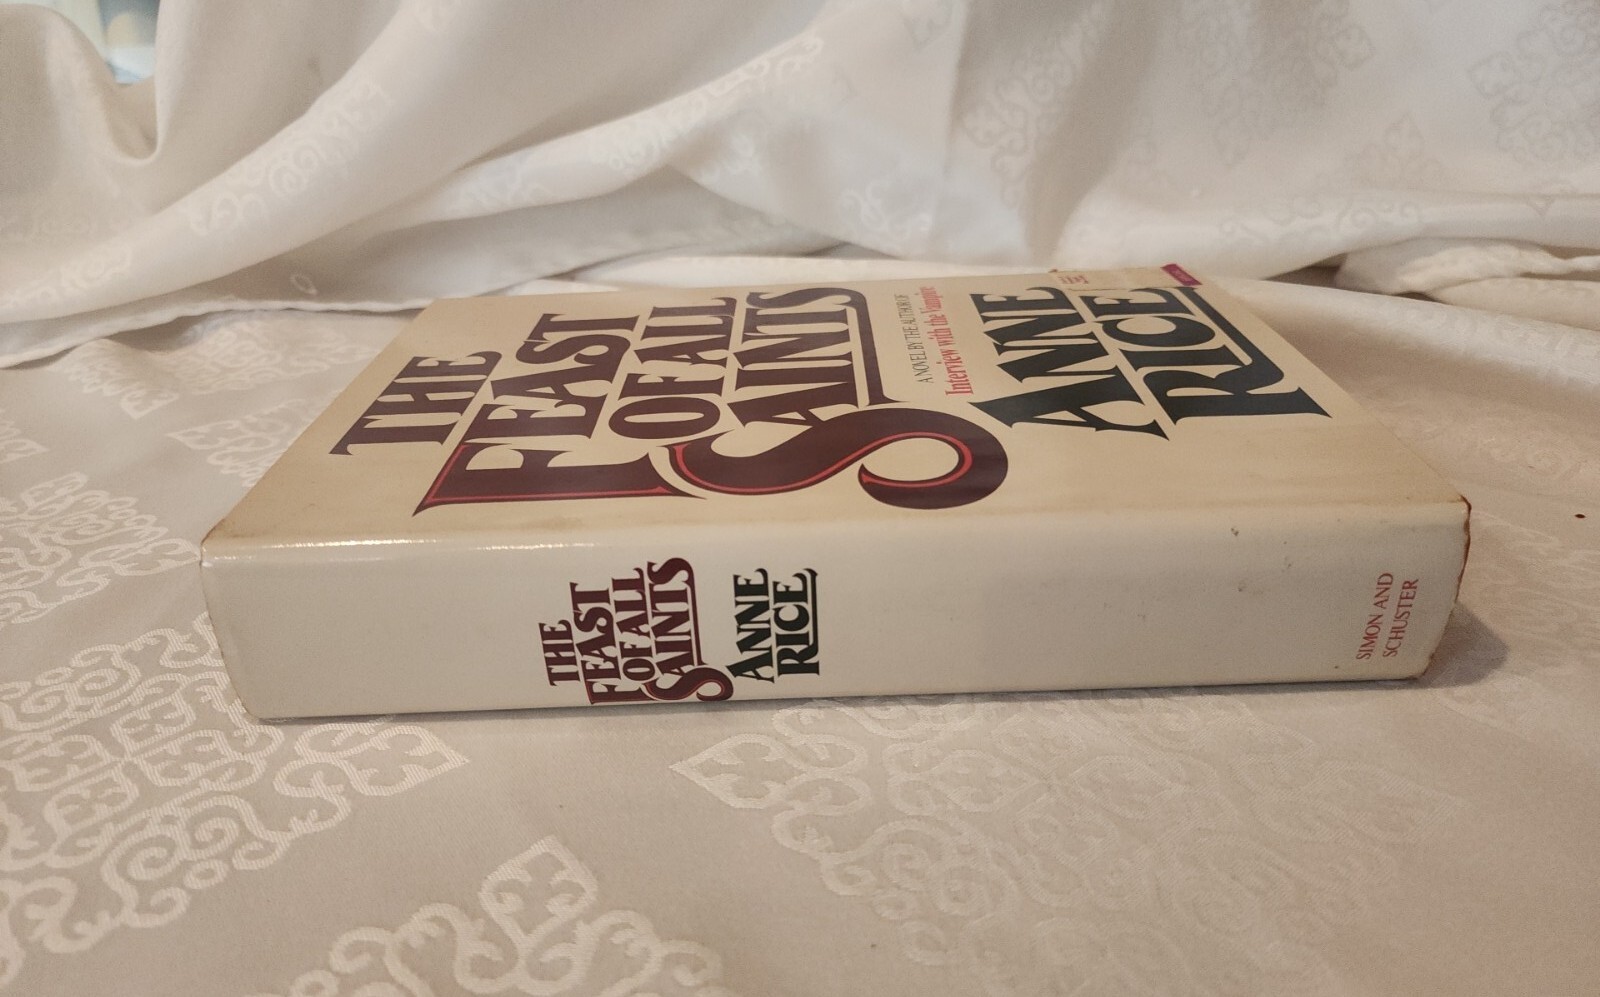 THE
FEAST
OF ALL
SAINTS
A NOVEL BY THE AUTHOR OF
Interview with the Vampire
ANNE
RICE
THE
FEAST
OF ALL
SAINTS
ANNE
RICE
SIMON AND
SCHUSTER